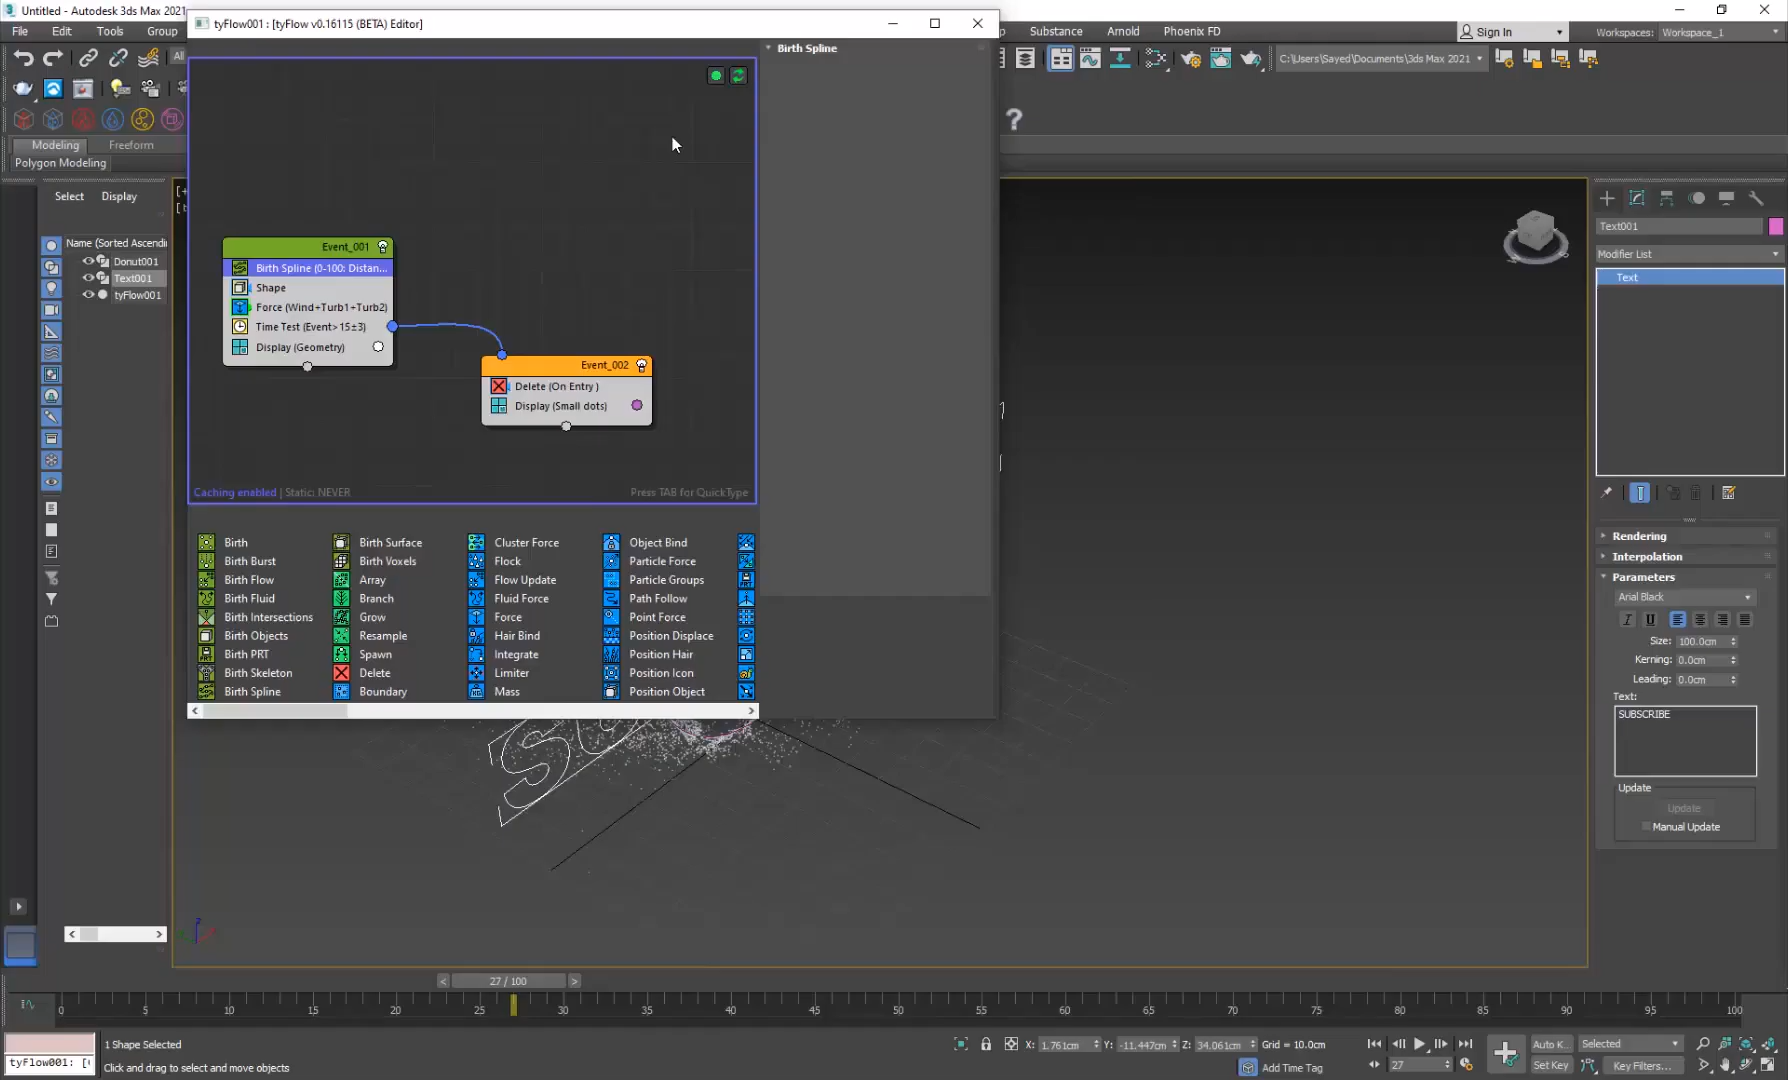 Untitled - Autodesk 3ds Max 2021
tyFlow001 : [tyFlow v0.16115 (BETA) Editor]
File Edit Tools Group
Substance Arnold Phoenix FD
Sign In
Workspaces: Workspace_1
All
C:\Users\Sayed\Documents\3ds Max 2021
Modeling Freeform
Polygon Modeling
Select Display
Name (Sorted Ascendi
Donut001
Text001
tyFlow001
Birth Spline
Event_001
Birth Spline (0-100: Distan...
Shape
Force (Wind+Turb1+Turb2)
Time Test (Event> 15±3)
Display (Geometry)
Event_002
Delete (On Entry )
Display (Small dots)
Caching enabled | Static: NEVER
Press TAB for QuickType
Birth Birth Surface Cluster Force Object Bind
Birth Burst Birth Voxels Flock Particle Force
Birth Flow Array Flow Update Particle Groups
Birth Fluid Branch Fluid Force Path Follow
Birth Intersections Grow Force Point Force
Birth Objects Resample Hair Bind Position Displace
Birth PRT Spawn Integrate Position Hair
Birth Skeleton Delete Limiter Position Icon
Birth Spline Boundary Mass Position Object
Text001
Modifier List
Text
Rendering
Interpolation
Parameters
Arial Black
I U
Size: 100.0cm
Kerning: 0.0cm
Leading: 0.0cm
Text:
SUBSCRIBE
Update
Update
Manual Update
27 / 100
0 5 10 15 20 25 30 35 40 45 50 55 60 65 70 75 80 85 90 95 100
1 Shape Selected
Click and drag to select and move objects
tyFlow001: [
X: 1.761cm Y: -11.447cm Z: 34.061cm Grid = 10.0cm
Add Time Tag
27
Auto K...
Selected
Set Key
Key Filters...